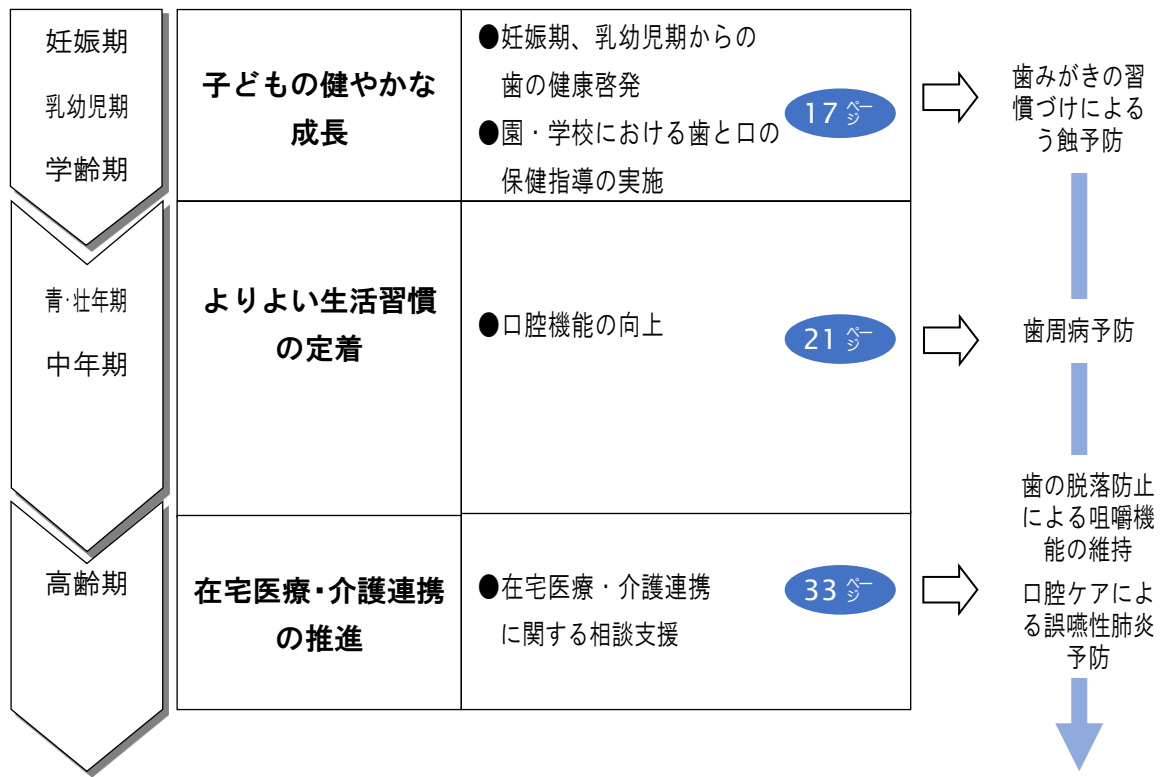 妊娠期
乳幼児期
学齢期
子どもの健やかな
成長
●妊娠期、乳幼児期からの
歯の健康啓発
●園・学校における歯と口の
保健指導の実施
17 ページ
歯みがきの習
慣づけによる
う蝕予防
青・壮年期
中年期
よりよい生活習慣
の定着
●口腔機能の向上
21 ページ
歯周病予防
高齢期
在宅医療・介護連携
の推進
●在宅医療・介護連携
に関する相談支援
33 ページ
歯の脱落防止
による咀嚼機
能の維持
口腔ケアによ
る誤嚥性肺炎
予防